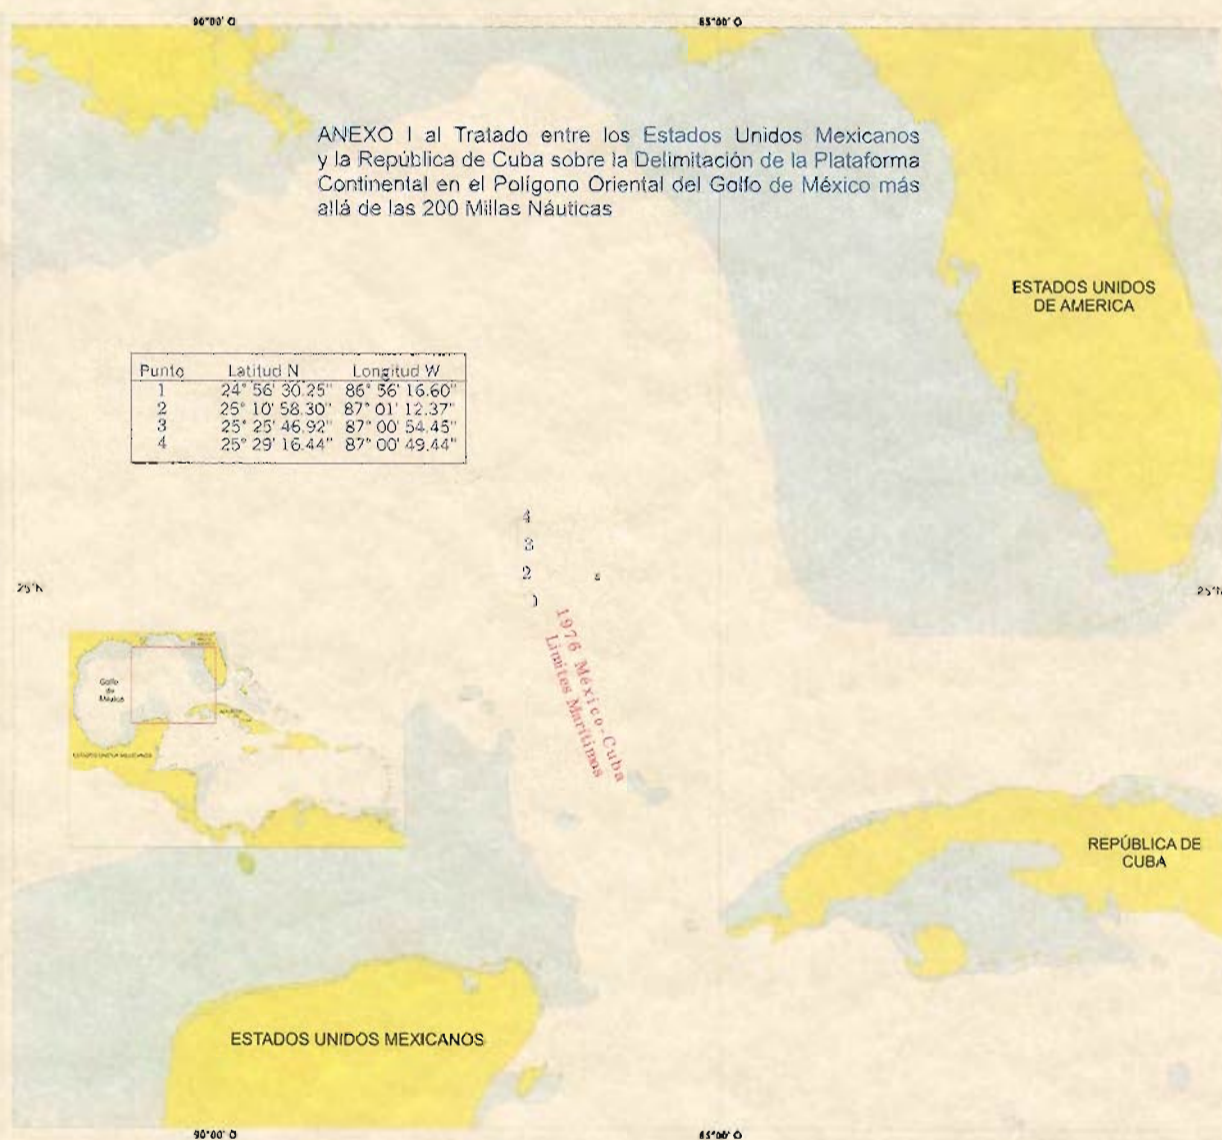 90°00' O 85°00' O
ANEXO I al Tratado entre los Estados Unidos Mexicanos
y la República de Cuba sobre la Delimitación de la Plataforma
Continental en el Polígono Oriental del Golfo de México más
allá de las 200 Millas Náuticas
ESTADOS UNIDOS
DE AMERICA
Punto Latitud N Longitud W
1 24° 56' 30.25" 86° 56' 16.60"
2 25° 10' 58.30" 87° 01' 12.37"
3 25° 25' 46.92" 87° 00' 54.45"
4 25° 29' 16.44" 87° 00' 49.44"
4
3
2
1
25°N 25°N
1976 México-Cuba
Limites Marítimos
Golfo
de
México
REPÚBLICA DE
CUBA
ESTADOS UNIDOS MEXICANOS
90°00' O 85°00' O